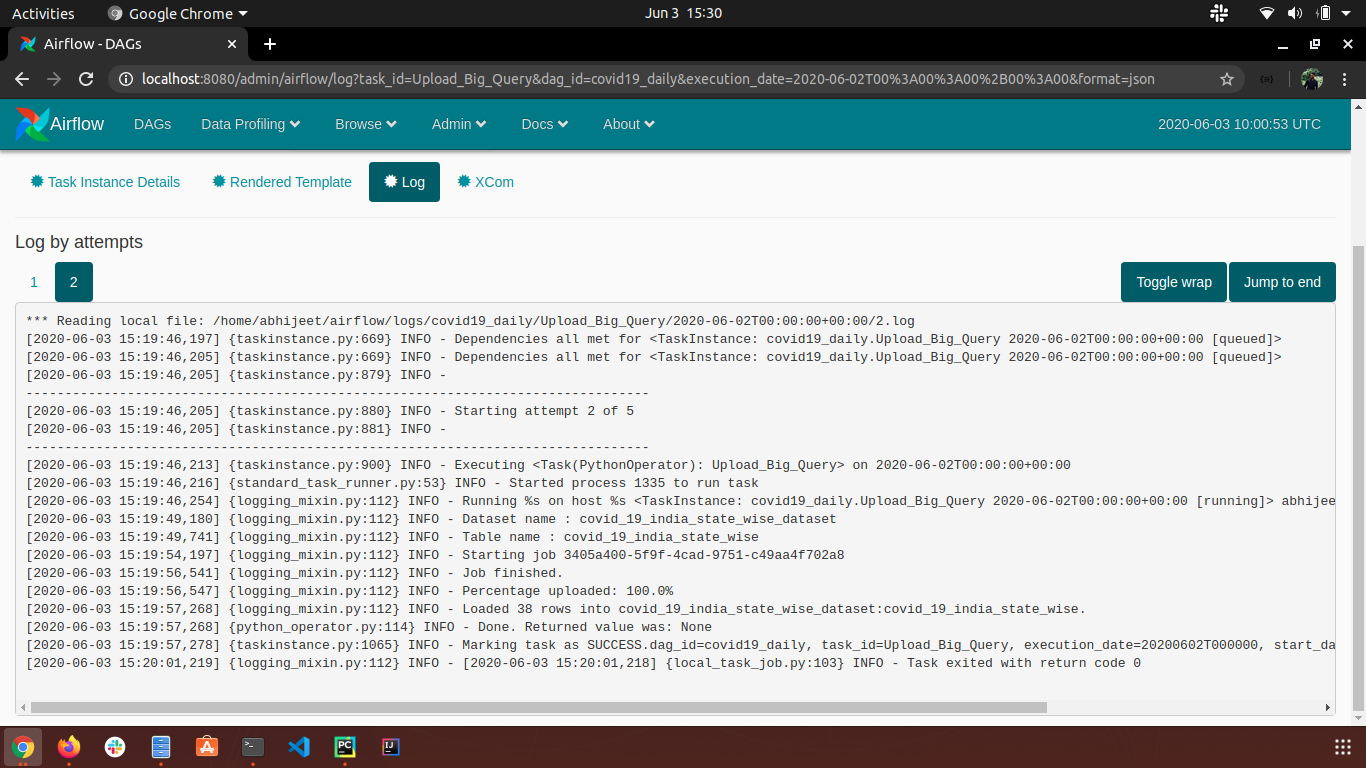 Activities
Google Chrome
Jun 3 15:30
Airflow - DAGs
localhost:8080/admin/airflow/log?task_id=Upload_Big_Query&dag_id=covid19_daily&execution_date=2020-06-02T00%3A00%3A00%2B00%3A00&format=json
Airflow DAGs Data Profiling Browse Admin Docs About 2020-06-03 10:00:53 UTC
Task Instance Details Rendered Template Log XCom
Log by attempts
1 2 Toggle wrap Jump to end
*** Reading local file: /home/abhijeet/airflow/logs/covid19_daily/Upload_Big_Query/2020-06-02T00:00:00+00:00/2.log
[2020-06-03 15:19:46,197] {taskinstance.py:669} INFO - Dependencies all met for <TaskInstance: covid19_daily.Upload_Big_Query 2020-06-02T00:00:00+00:00 [queued]>
[2020-06-03 15:19:46,205] {taskinstance.py:669} INFO - Dependencies all met for <TaskInstance: covid19_daily.Upload_Big_Query 2020-06-02T00:00:00+00:00 [queued]>
[2020-06-03 15:19:46,205] {taskinstance.py:879} INFO -
--------------------------------------------------------------------------------
[2020-06-03 15:19:46,205] {taskinstance.py:880} INFO - Starting attempt 2 of 5
[2020-06-03 15:19:46,205] {taskinstance.py:881} INFO -
--------------------------------------------------------------------------------
[2020-06-03 15:19:46,213] {taskinstance.py:900} INFO - Executing <Task(PythonOperator): Upload_Big_Query> on 2020-06-02T00:00:00+00:00
[2020-06-03 15:19:46,216] {standard_task_runner.py:53} INFO - Started process 1335 to run task
[2020-06-03 15:19:46,254] {logging_mixin.py:112} INFO - Running %s on host %s <TaskInstance: covid19_daily.Upload_Big_Query 2020-06-02T00:00:00+00:00 [running]> abhijee
[2020-06-03 15:19:49,180] {logging_mixin.py:112} INFO - Dataset name : covid_19_india_state_wise_dataset
[2020-06-03 15:19:49,741] {logging_mixin.py:112} INFO - Table name : covid_19_india_state_wise
[2020-06-03 15:19:54,197] {logging_mixin.py:112} INFO - Starting job 3405a400-5f9f-4cad-9751-c49aa4f702a8
[2020-06-03 15:19:56,541] {logging_mixin.py:112} INFO - Job finished.
[2020-06-03 15:19:56,547] {logging_mixin.py:112} INFO - Percentage uploaded: 100.0%
[2020-06-03 15:19:57,268] {logging_mixin.py:112} INFO - Loaded 38 rows into covid_19_india_state_wise_dataset:covid_19_india_state_wise.
[2020-06-03 15:19:57,268] {python_operator.py:114} INFO - Done. Returned value was: None
[2020-06-03 15:19:57,278] {taskinstance.py:1065} INFO - Marking task as SUCCESS.dag_id=covid19_daily, task_id=Upload_Big_Query, execution_date=20200602T000000, start_da
[2020-06-03 15:20:01,219] {logging_mixin.py:112} INFO - [2020-06-03 15:20:01,218] {local_task_job.py:103} INFO - Task exited with return code 0